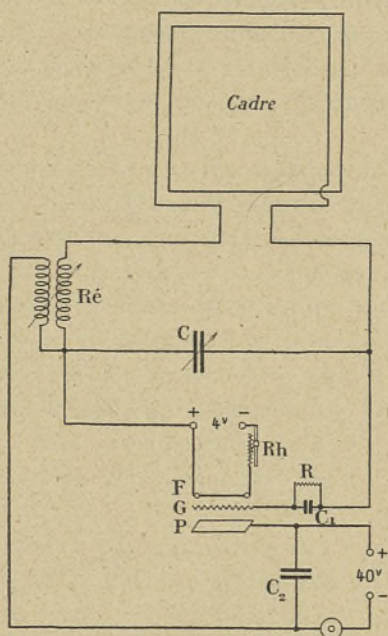 Cadre
Ré
C
+ 4ᵛ -
Rh
F
R
G
C₁
P
+
C₂
40ᵛ
-